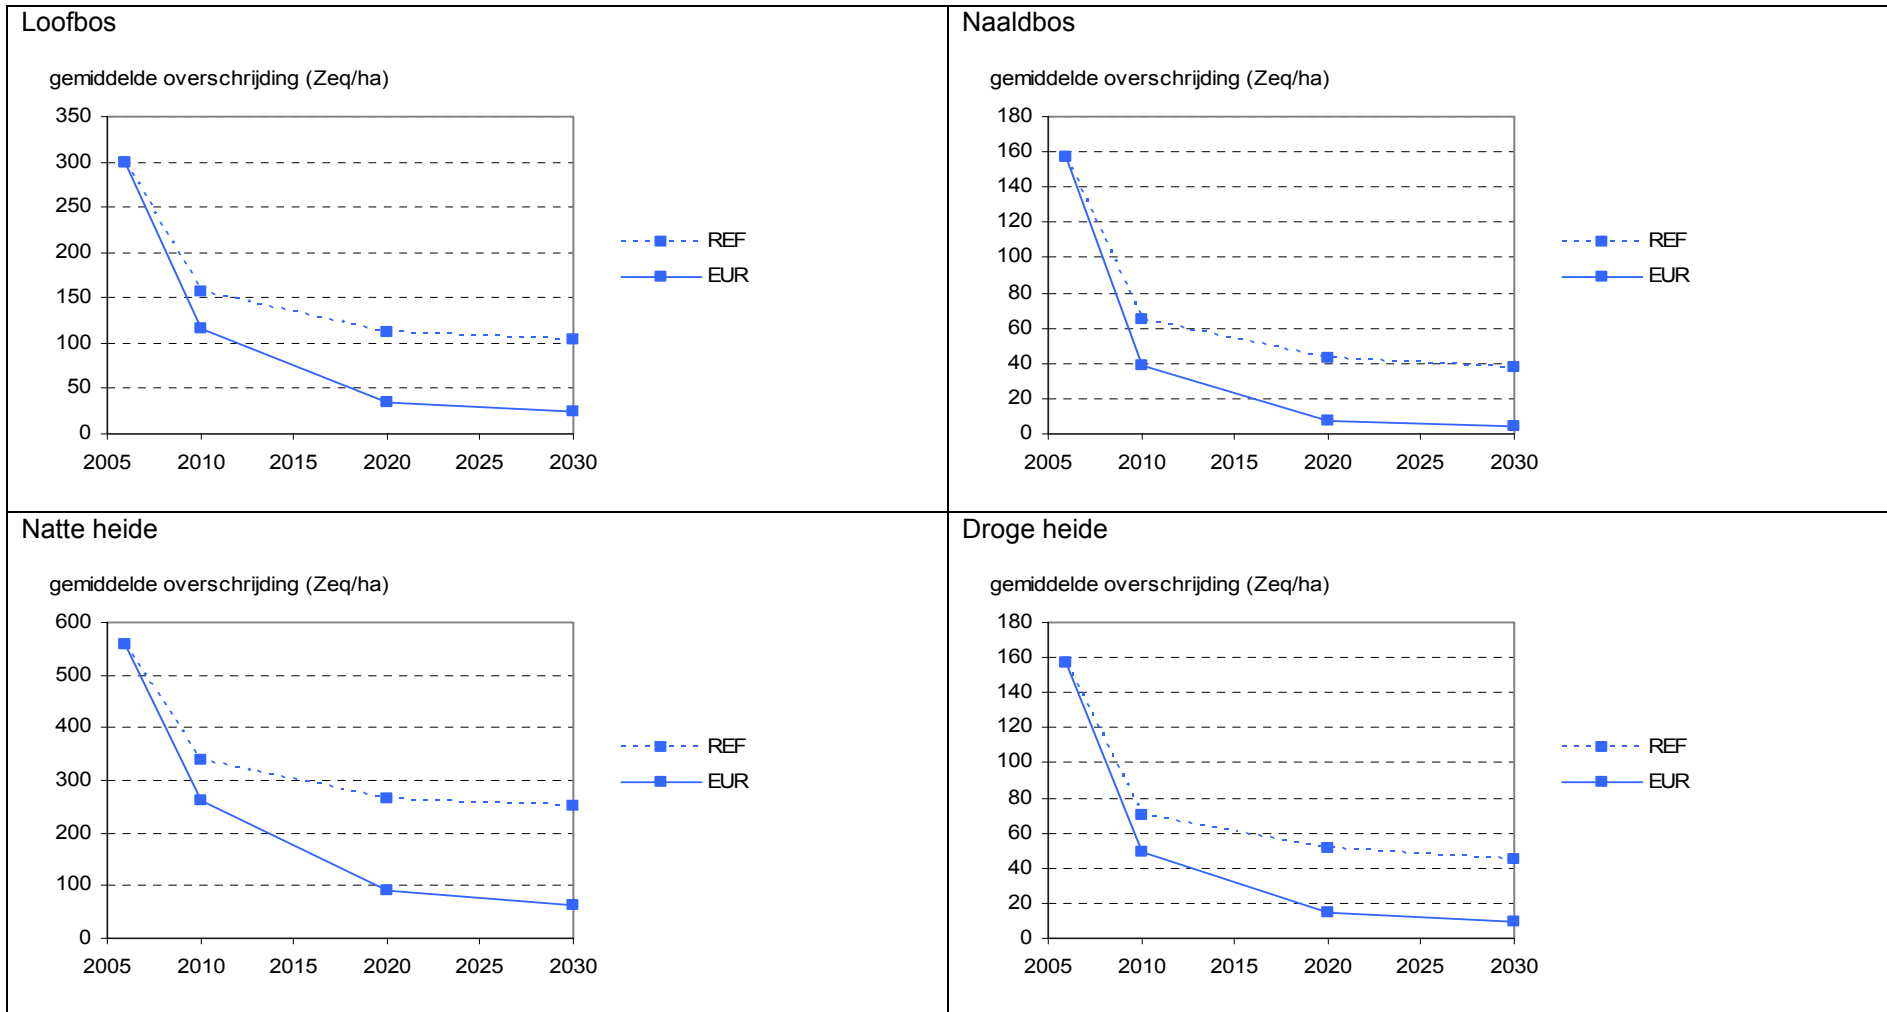 Loofbos
gemiddelde overschrijding (Zeq/ha)
350
300
250
200
150
100
50
0
2005 2010 2015 2020 2025 2030
REF
EUR
Naaldbos
gemiddelde overschrijding (Zeq/ha)
180
160
140
120
100
80
60
40
20
0
2005 2010 2015 2020 2025 2030
REF
EUR
Natte heide
gemiddelde overschrijding (Zeq/ha)
600
500
400
300
200
100
0
2005 2010 2015 2020 2025 2030
REF
EUR
Droge heide
gemiddelde overschrijding (Zeq/ha)
180
160
140
120
100
80
60
40
20
0
2005 2010 2015 2020 2025 2030
REF
EUR